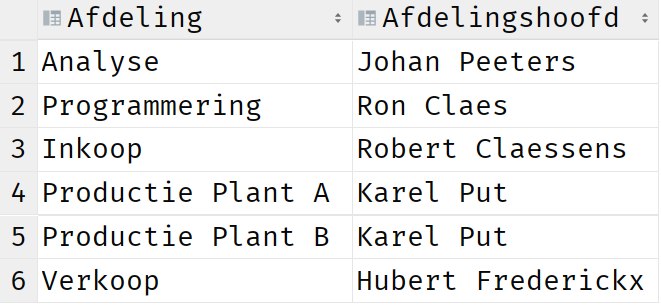 Afdeling Afdelingshoofd
1 Analyse Johan Peeters
2 Programmering Ron Claes
3 Inkoop Robert Claessens
4 Productie Plant A Karel Put
5 Productie Plant B Karel Put
6 Verkoop Hubert Frederickx